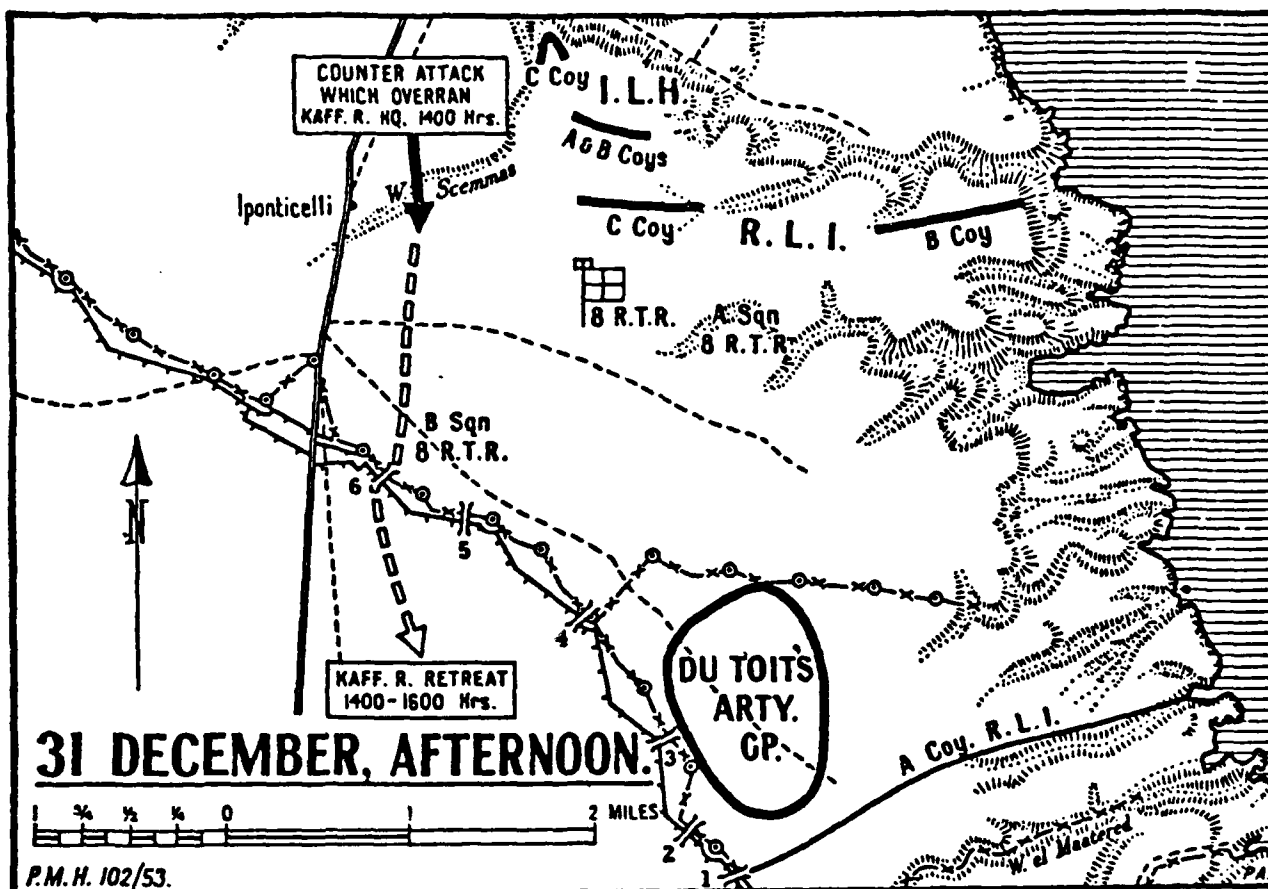 COUNTER ATTACK
WHICH OVERRAN
KAFF. R. HQ. 1400 Hrs.
C Coy
I.L.H.
A & B Coys
W. Scemmas
Iponticelli
C Coy
R. L. I.
B Coy
8 R.T.R.
A Sqn
8 R.T.R.
B Sqn
8 R.T.R.
6
N
5
4
DU TOIT'S
ARTY.
GP.
KAFF. R. RETREAT
1400-1600 Hrs.
A Coy. R.L.I.
31 DECEMBER, AFTERNOON.
3
1 ¾ ½ ¼ 0 1 2 MILES
2
W. el Maatered
1
P.M.H. 102/53.